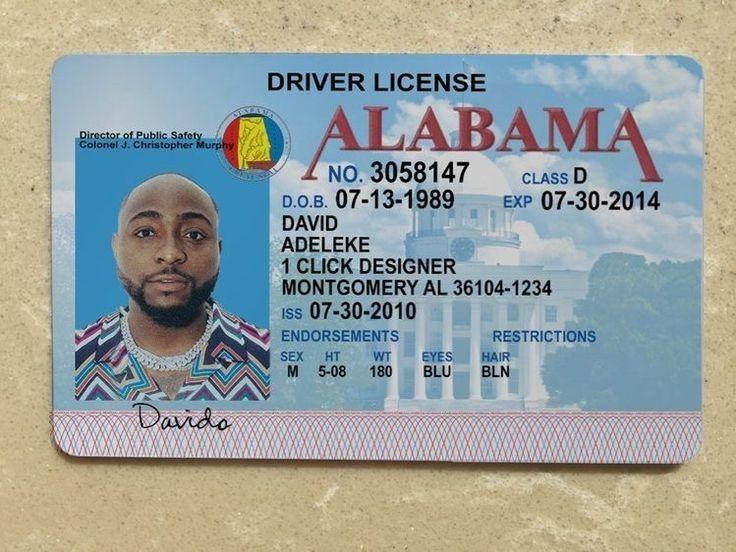 DRIVER LICENSE
ALABAMA
Director of Public Safety
Colonel J. Christopher Murphy
NO. 3058147 CLASS D
D.O.B. 07-13-1989 EXP 07-30-2014
DAVID
ADELEKE
1 CLICK DESIGNER
MONTGOMERY AL 36104-1234
ISS 07-30-2010
ENDORSEMENTS RESTRICTIONS
SEX HT WT EYES HAIR
M 5-08 180 BLU BLN
Davido